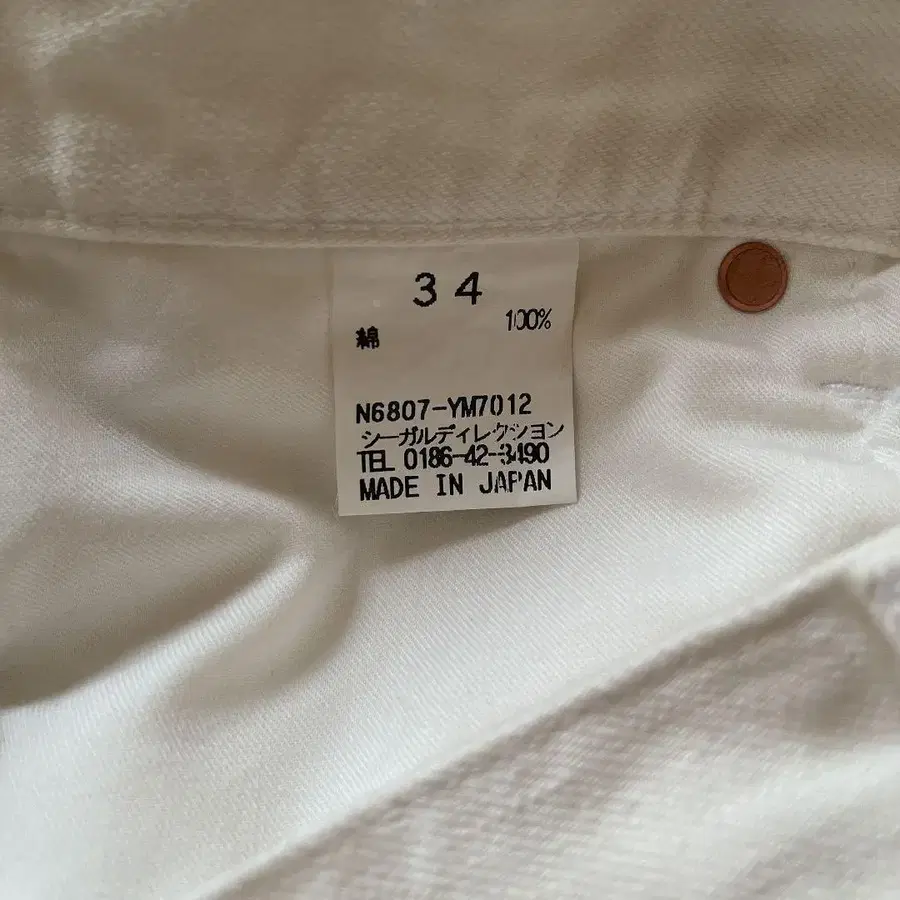 34
綿 100%
N6807-YM7012
シーガルディレクション
TEL 0186-42-3490
MADE IN JAPAN